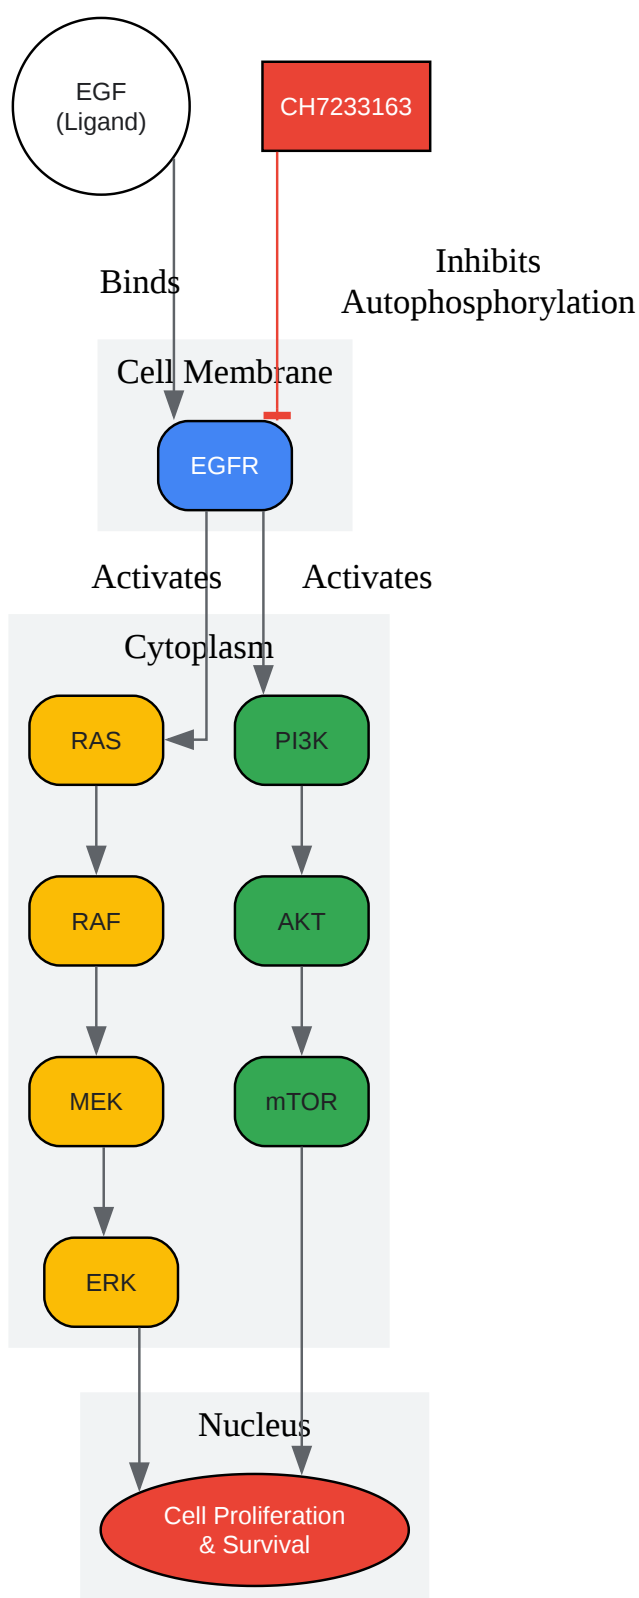 EGF
(Ligand)
CH7233163
Binds
Inhibits
Autophosphorylation
Cell Membrane
EGFR
Activates
Activates
Cytoplasm
RAS
PI3K
RAF
AKT
MEK
mTOR
ERK
Nucleus
Cell Proliferation
& Survival